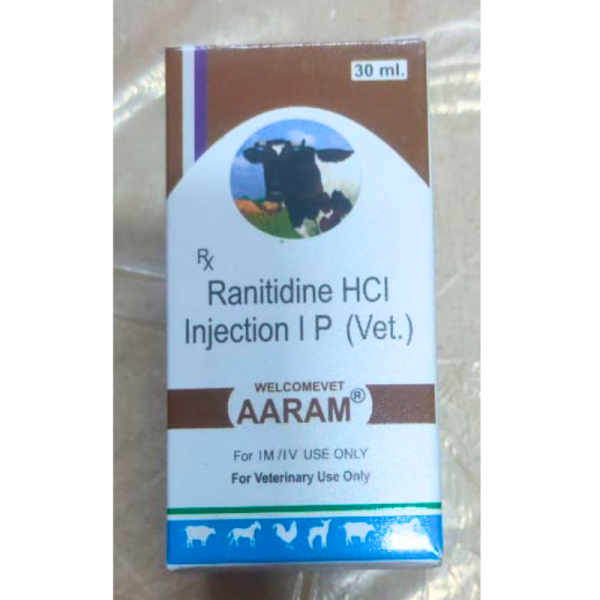 30 ml.
Rx
Ranitidine HCl
Injection I P (Vet.)
WELCOMEVET
AARAM®
For IM/IV USE ONLY
For Veterinary Use Only